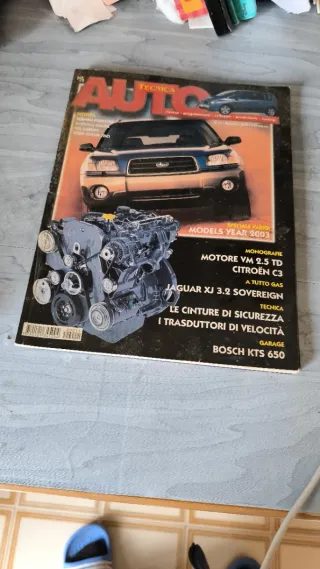 AUTO
TECNICA
SPECIALE PARTE
MODELS YEAR 2003
MONOGRAFIE
MOTORE VM 2.5 TD
CITROËN C3
A TUTTO GAS
JAGUAR XJ 3.2 SOVEREIGN
TECNICA
LE CINTURE DI SICUREZZA
I TRASDUTTORI DI VELOCITÀ
GARAGE
BOSCH KTS 650